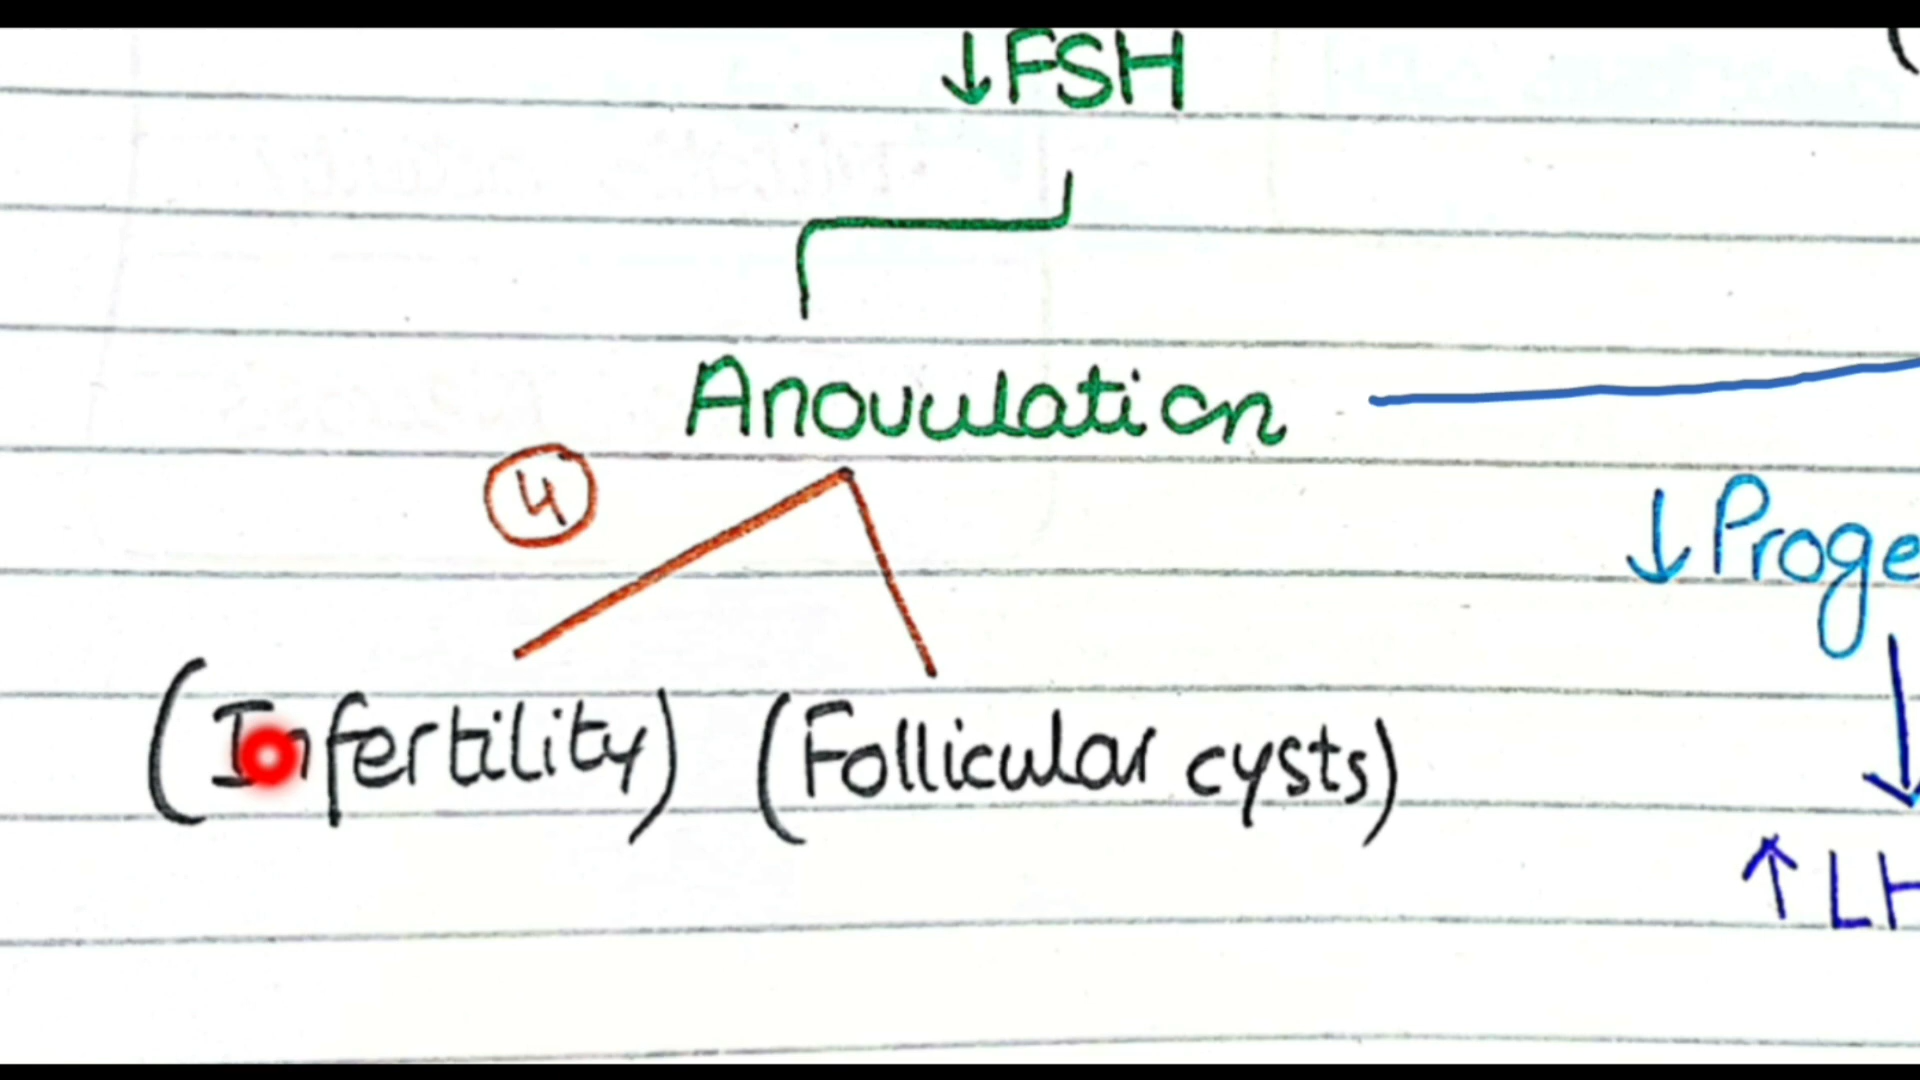 ↓FSH
Anovulation
4
↓Proge
(Infertility) (Follicular cysts)
↑LH